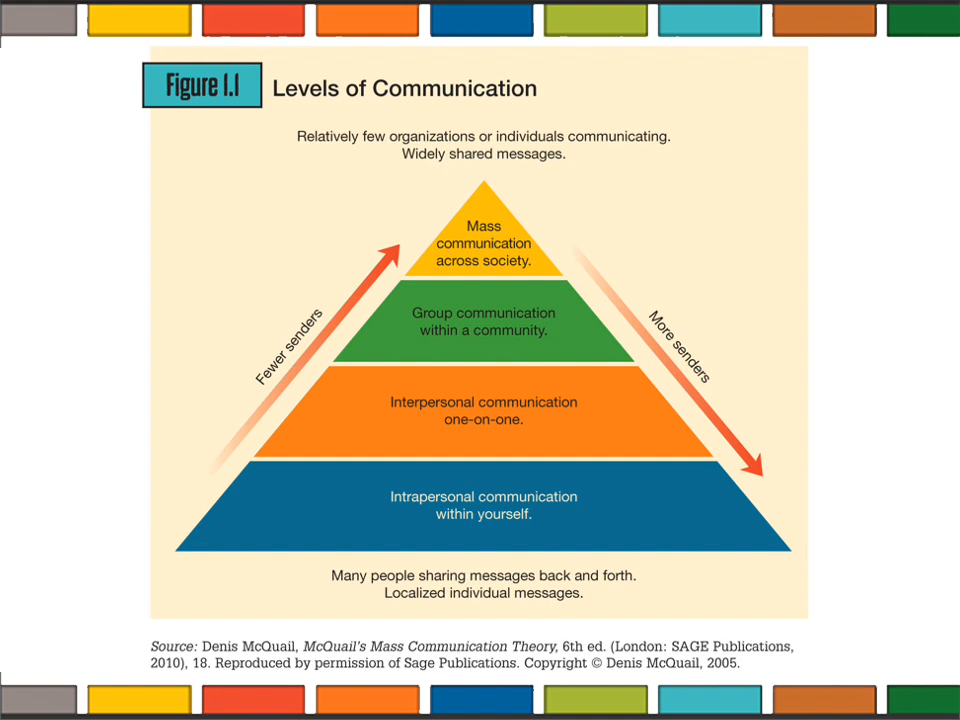 Figure 1.1
Levels of Communication
Relatively few organizations or individuals communicating.
Widely shared messages.
Mass
communication
across society.
Group communication
within a community.
Interpersonal communication
one-on-one.
Intrapersonal communication
within yourself.
Fewer senders
More senders
Many people sharing messages back and forth.
Localized individual messages.
Source: Denis McQuail, McQuail's Mass Communication Theory, 6th ed. (London: SAGE Publications,
2010), 18. Reproduced by permission of Sage Publications. Copyright © Denis McQuail, 2005.